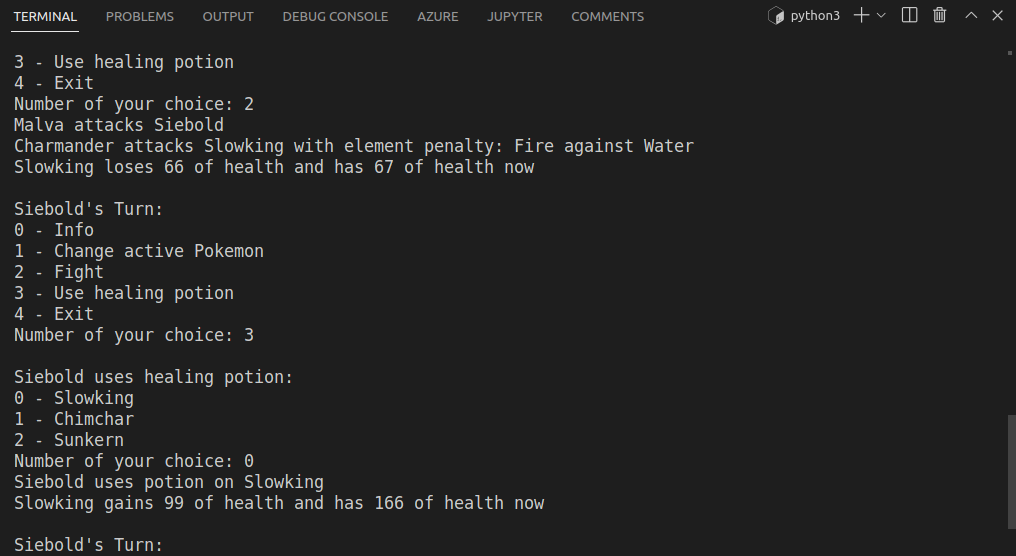 TERMINAL PROBLEMS OUTPUT DEBUG CONSOLE AZURE JUPYTER COMMENTS python3
3 - Use healing potion
4 - Exit
Number of your choice: 2
Malva attacks Siebold
Charmander attacks Slowking with element penalty: Fire against Water
Slowking loses 66 of health and has 67 of health now
Siebold's Turn:
0 - Info
1 - Change active Pokemon
2 - Fight
3 - Use healing potion
4 - Exit
Number of your choice: 3
Siebold uses healing potion:
0 - Slowking
1 - Chimchar
2 - Sunkern
Number of your choice: 0
Siebold uses potion on Slowking
Slowking gains 99 of health and has 166 of health now
Siebold's Turn: